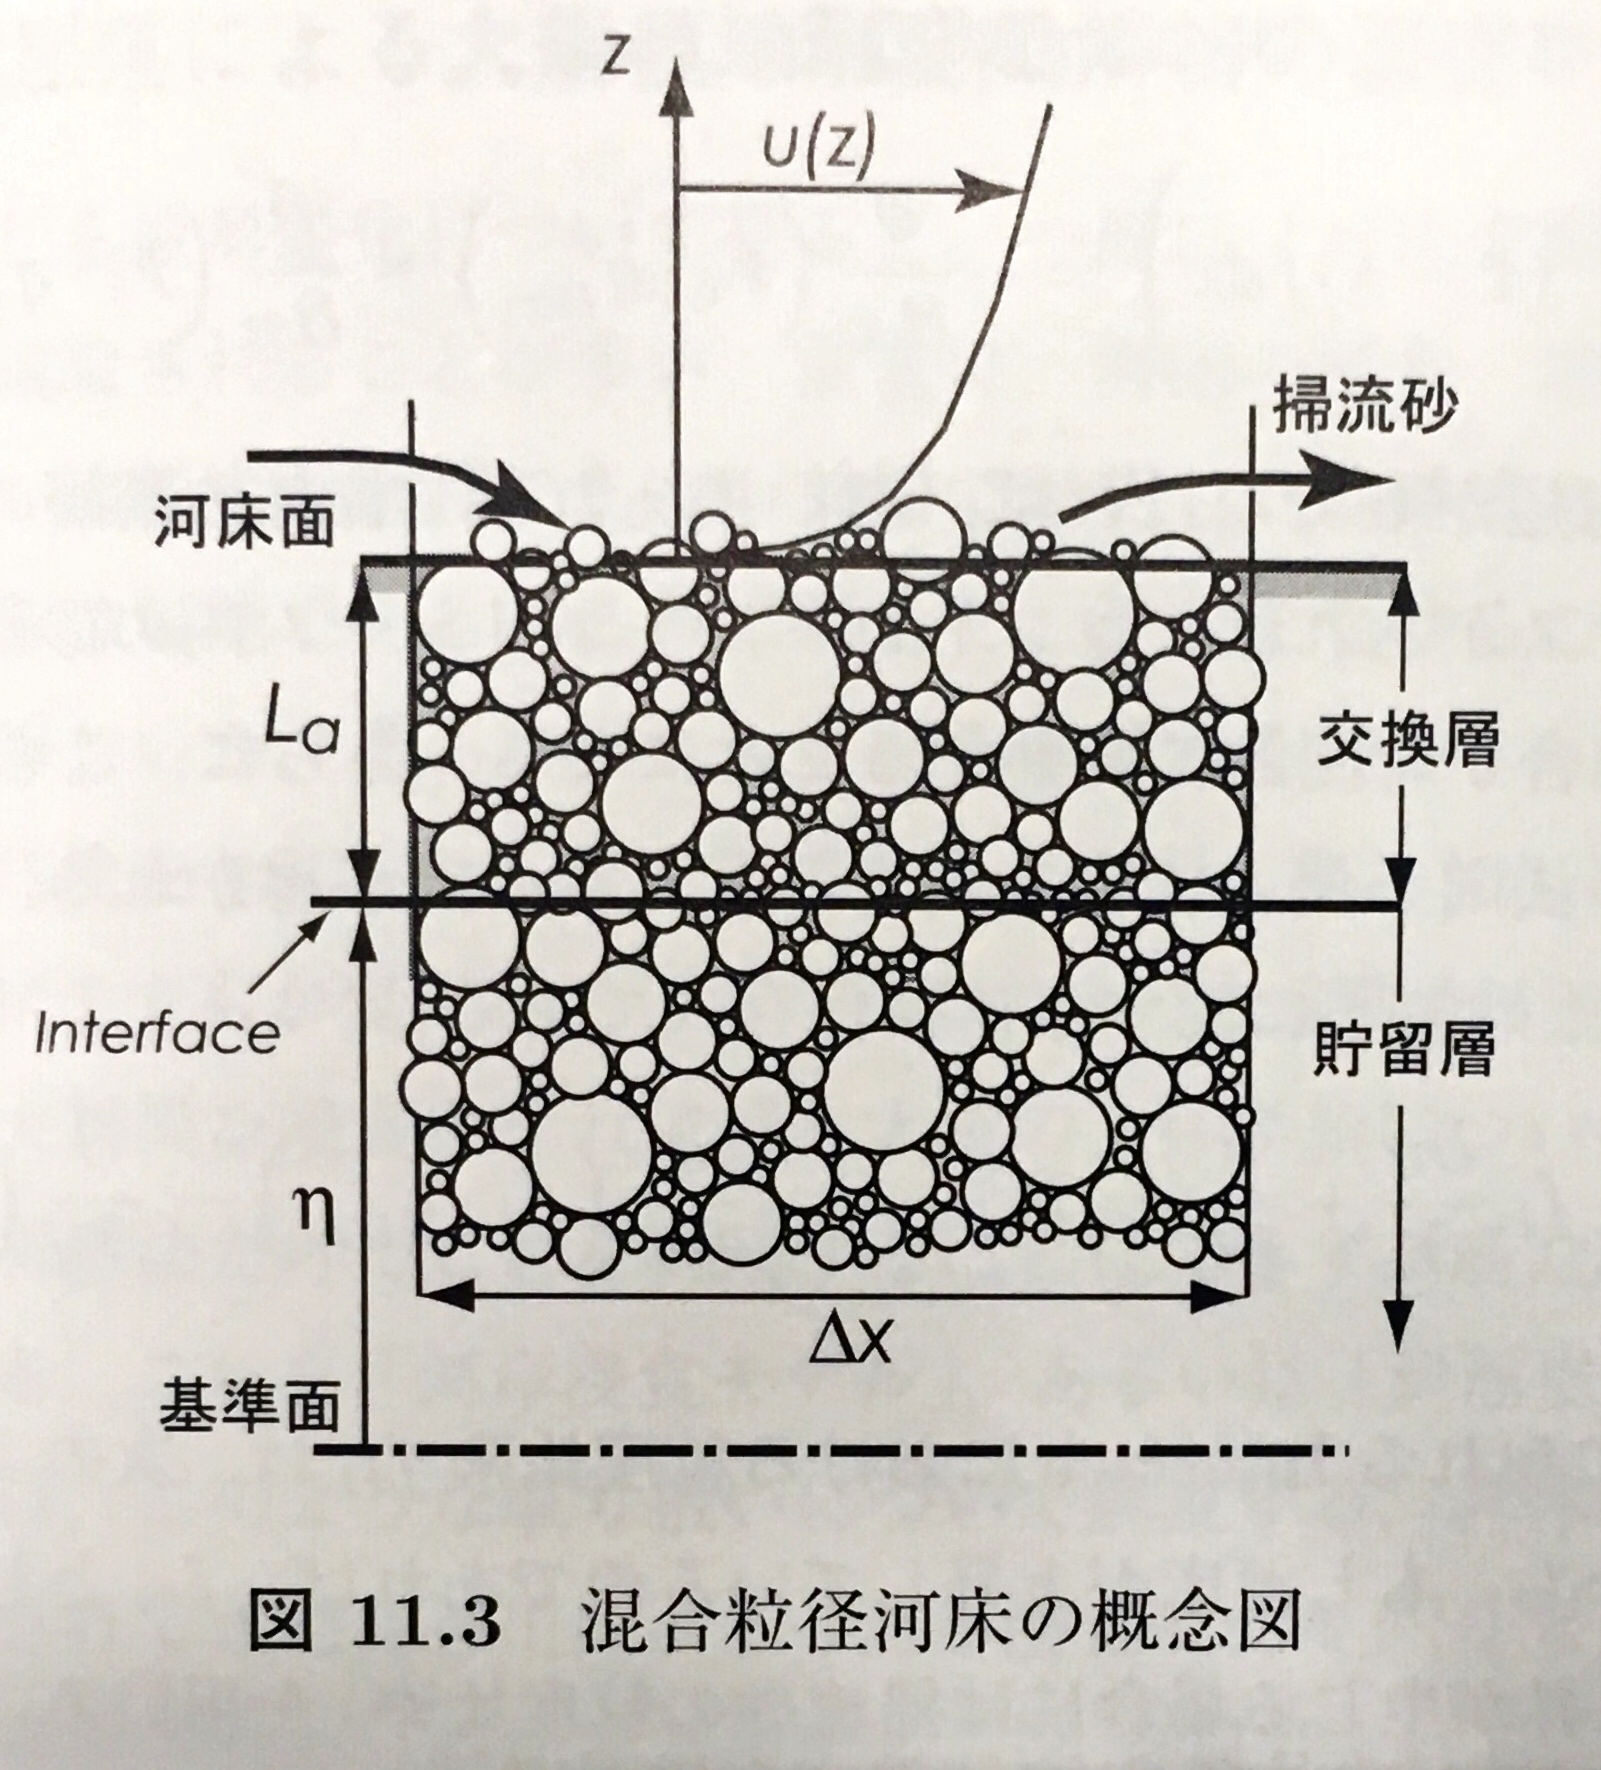 z
u(z)
掃流砂
河床面
La
交換層
Interface
貯留層
η
Δx
基準面
図 11.3 混合粒径河床の概念図